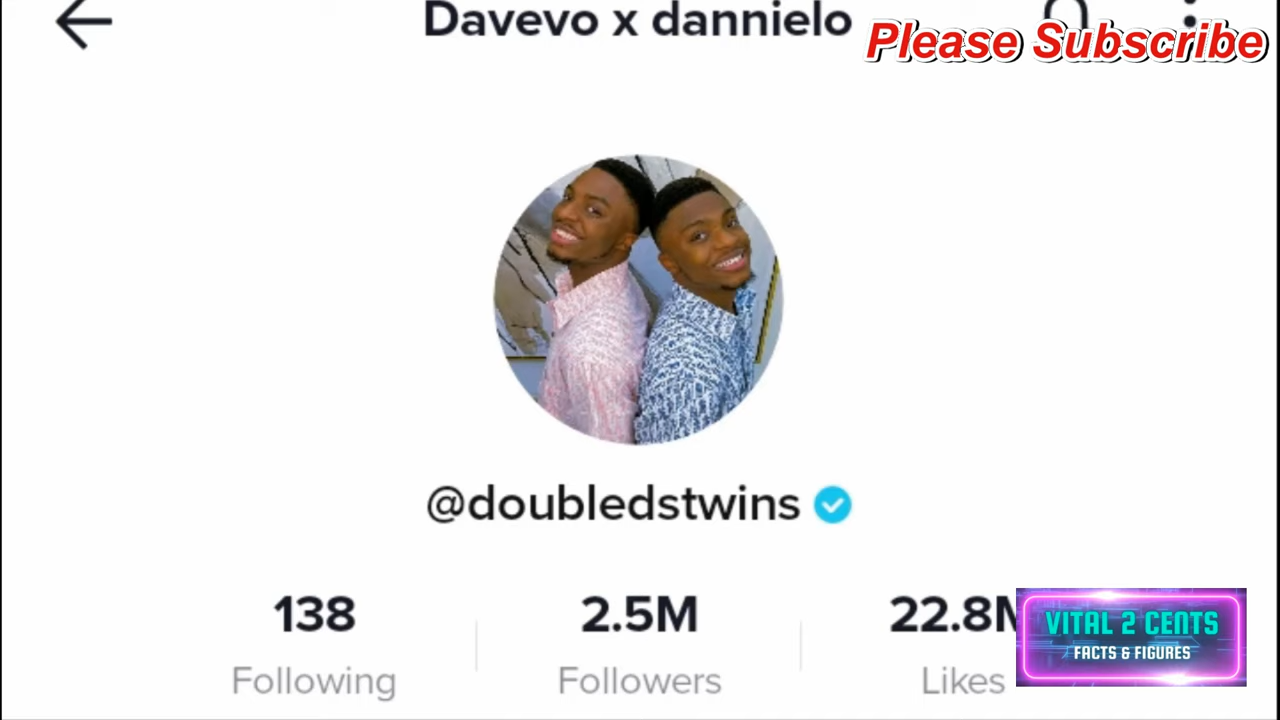 Davevo x dannielo
Please Subscribe
@doubledstwins
138
2.5M
22.8M
Following
Followers
Likes
VITAL 2 CENTS
FACTS & FIGURES